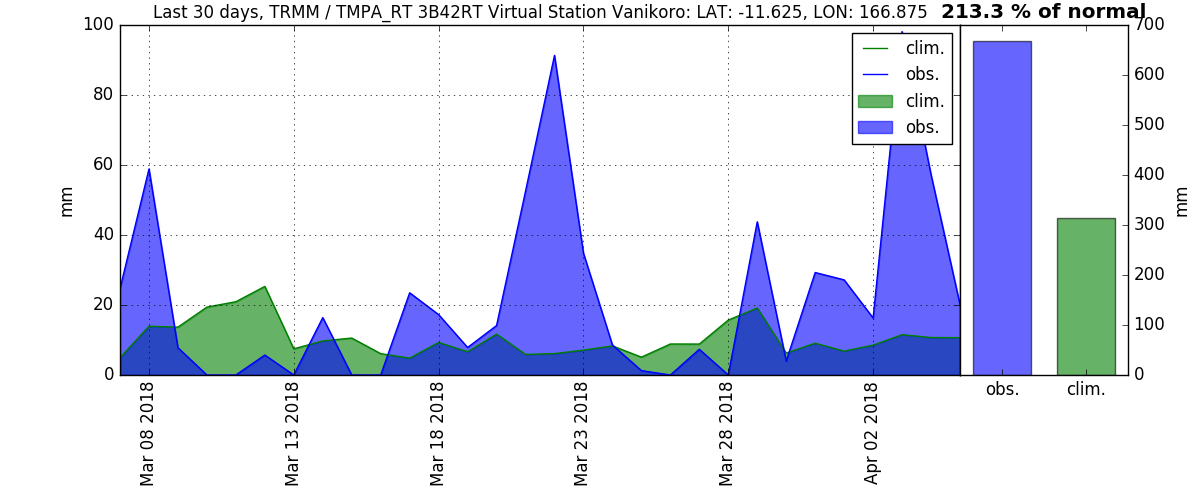 Last 30 days, TRMM / TMPA_RT 3B42RT Virtual Station Vanikoro: LAT: -11.625, LON: 166.875 213.3 % of normal
100
80
60
40
20
0
mm
clim.
obs.
clim.
obs.
700
600
500
400
300
200
100
0
mm
Mar 08 2018
Mar 13 2018
Mar 18 2018
Mar 23 2018
Mar 28 2018
Apr 02 2018
obs.
clim.